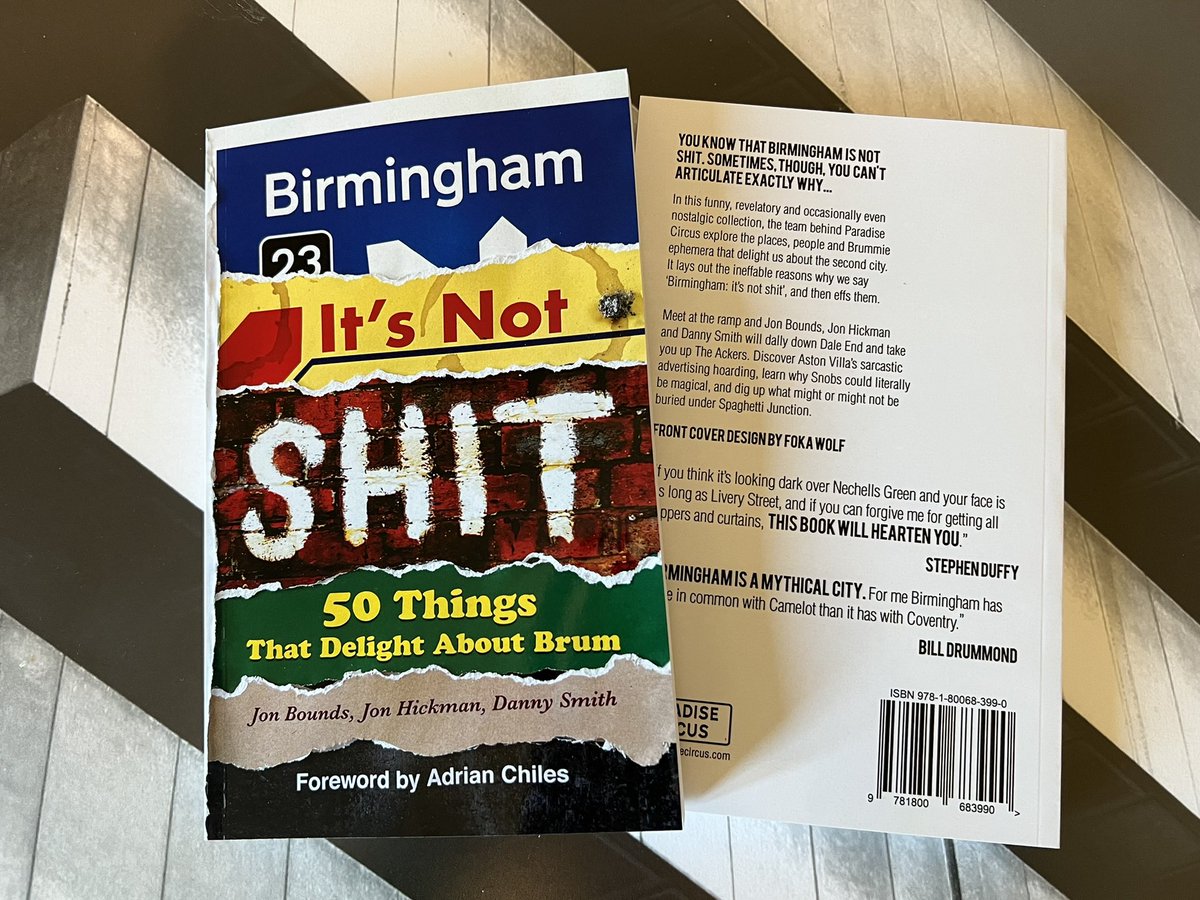 Birmingham
23
It's Not
SHIT
50 Things
That Delight About Brum
Jon Bounds, Jon Hickman, Danny Smith
Foreword by Adrian Chiles
YOU KNOW THAT BIRMINGHAM IS NOT
SHIT. SOMETIMES, THOUGH, YOU CAN'T
ARTICULATE EXACTLY WHY...
In this funny, revelatory and occasionally even
nostalgic collection, the team behind Paradise
Circus explore the places, people and Brummie
ephemera that delight us about the second city.
It lays out the ineffable reasons why we say
'Birmingham: it's not shit', and then effs them.
Meet at the ramp and Jon Bounds, Jon Hickman
and Danny Smith will dally down Dale End and take
you up The Ackers. Discover Aston Villa's sarcastic
advertising hoarding, learn why Snobs could literally
be magical, and dig up what might or might not be
buried under Spaghetti Junction.
FRONT COVER DESIGN BY FOKA WOLF
f you think it's looking dark over Nechells Green and your face is
s long as Livery Street, and if you can forgive me for getting all
ppers and curtains, THIS BOOK WILL HEARTEN YOU."
STEPHEN DUFFY
RMINGHAM IS A MYTHICAL CITY. For me Birmingham has
e in common with Camelot than it has with Coventry."
BILL DRUMMOND
ADISE
CUS
ecircus.com
ISBN 978-1-80068-399-0
9 781800 683990 >